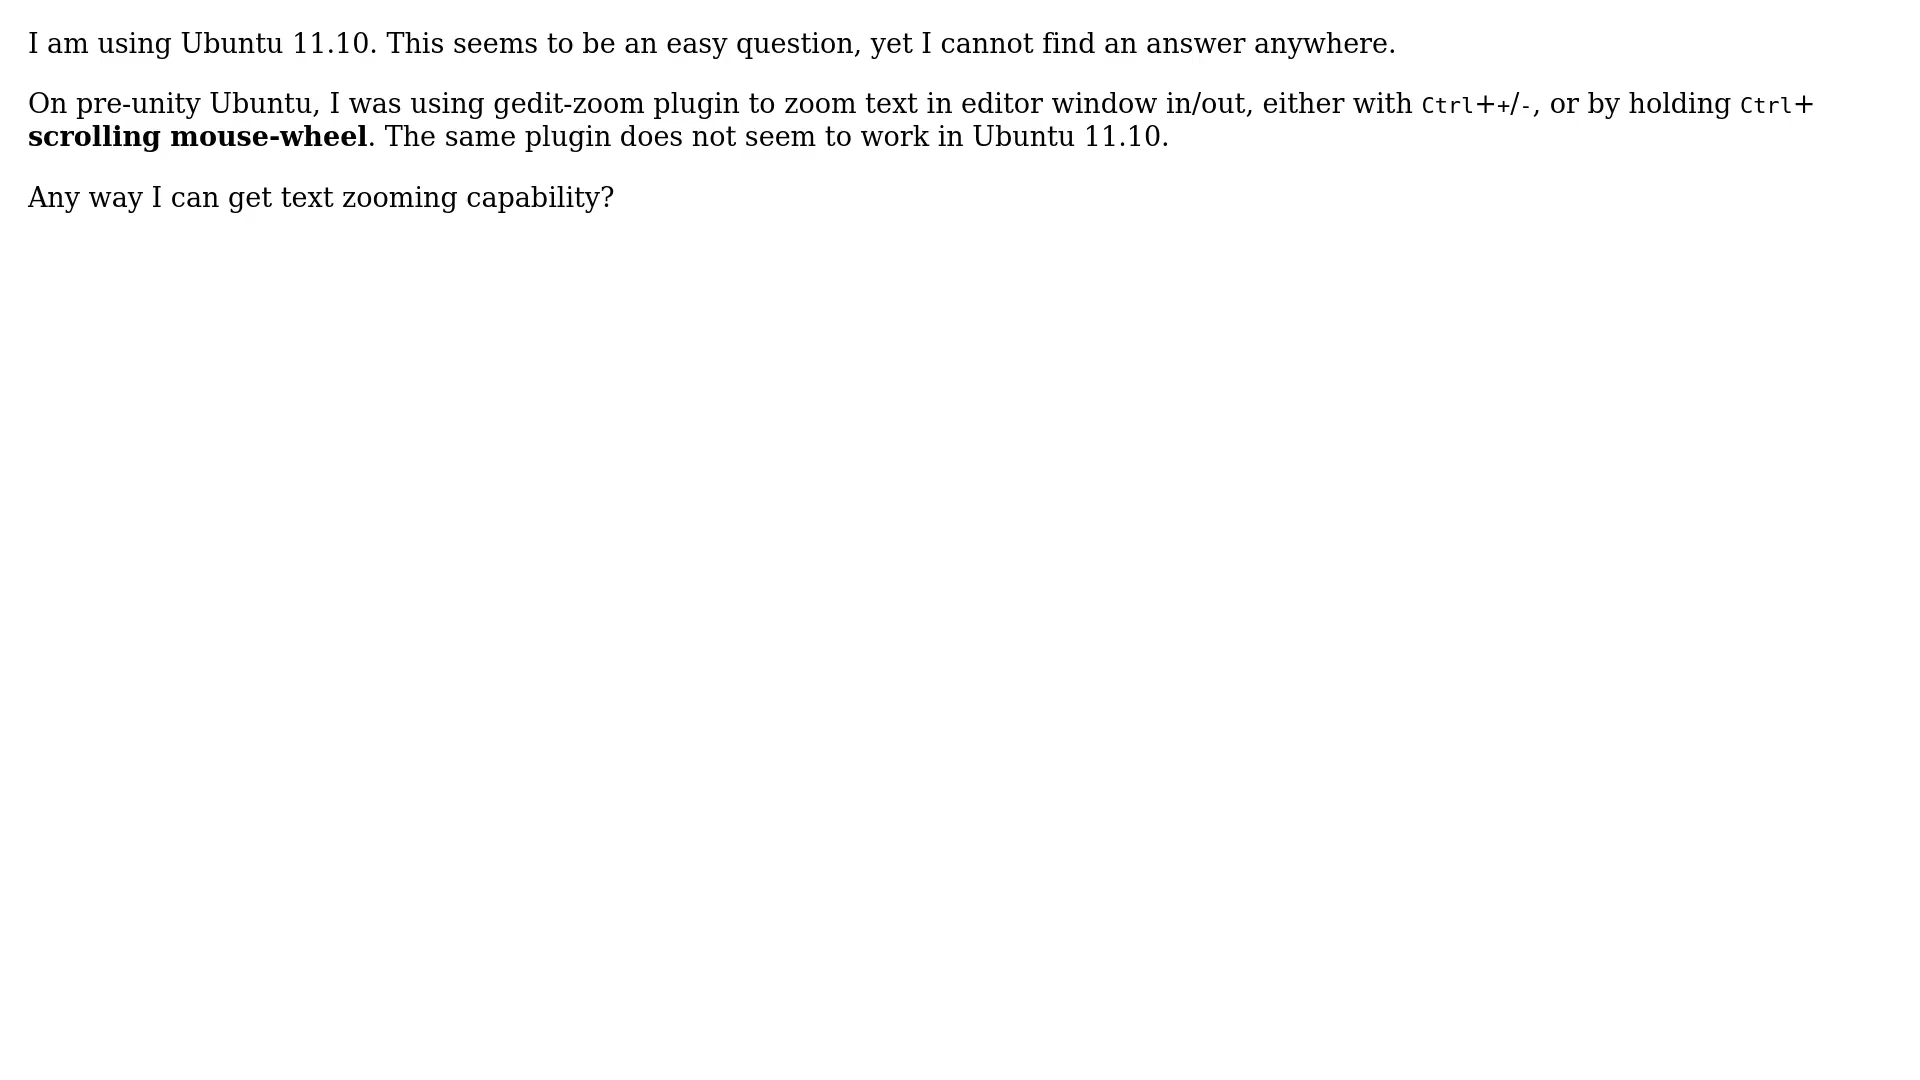 I am using Ubuntu 11.10. This seems to be an easy question, yet I cannot find an answer anywhere.
On pre-unity Ubuntu, I was using gedit-zoom plugin to zoom text in editor window in/out, either with Ctrl++/-, or by holding Ctrl+
scrolling mouse-wheel. The same plugin does not seem to work in Ubuntu 11.10.
Any way I can get text zooming capability?